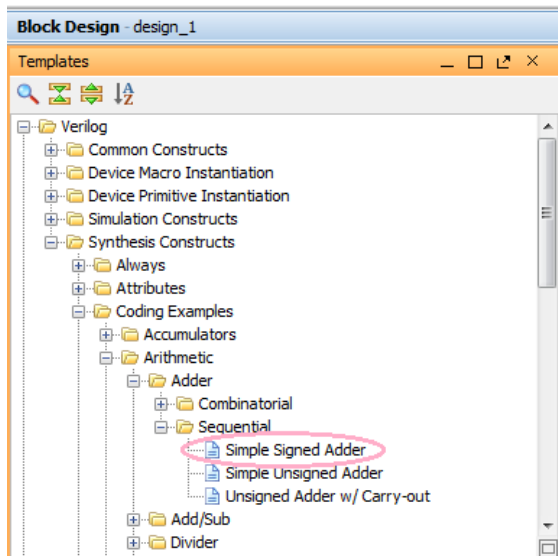 Block Design - design_1
Templates
Verilog
Common Constructs
Device Macro Instantiation
Device Primitive Instantiation
Simulation Constructs
Synthesis Constructs
Always
Attributes
Coding Examples
Accumulators
Arithmetic
Adder
Combinatorial
Sequential
Simple Signed Adder
Simple Unsigned Adder
Unsigned Adder w/ Carry-out
Add/Sub
Divider